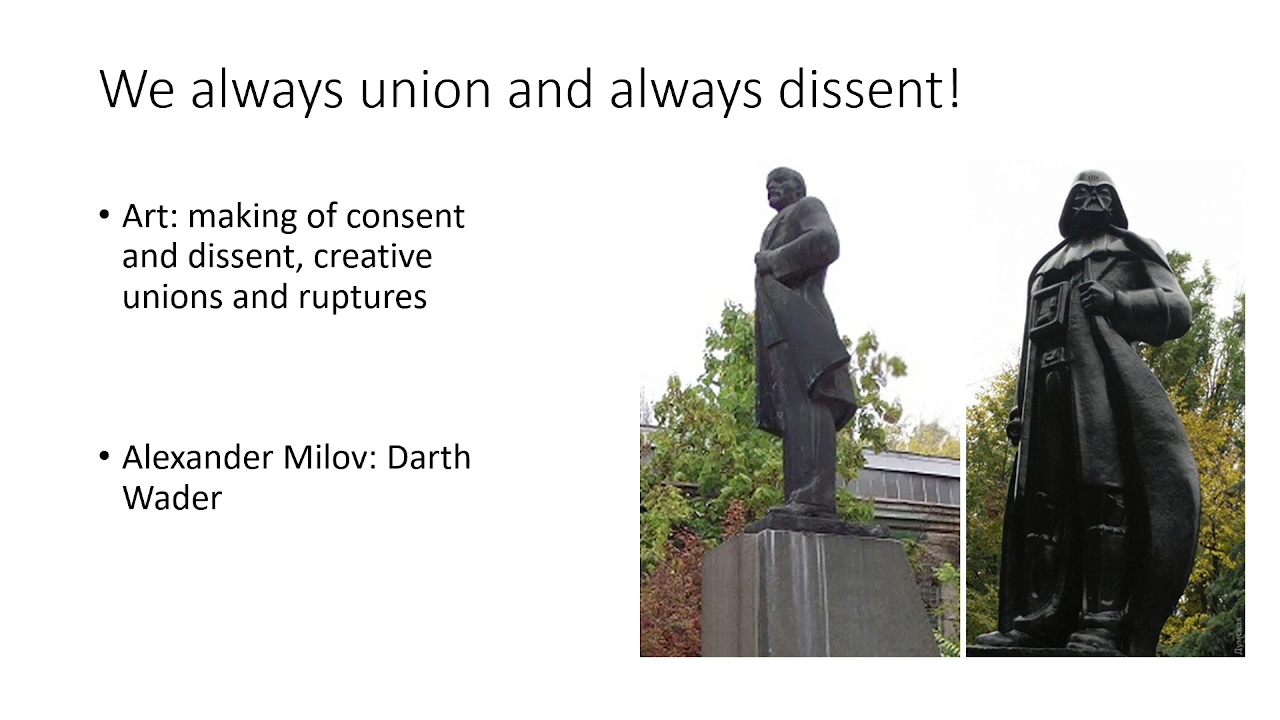 We always union and always dissent!
• Art: making of consent
and dissent, creative
unions and ruptures
• Alexander Milov: Darth
Wader
Думская